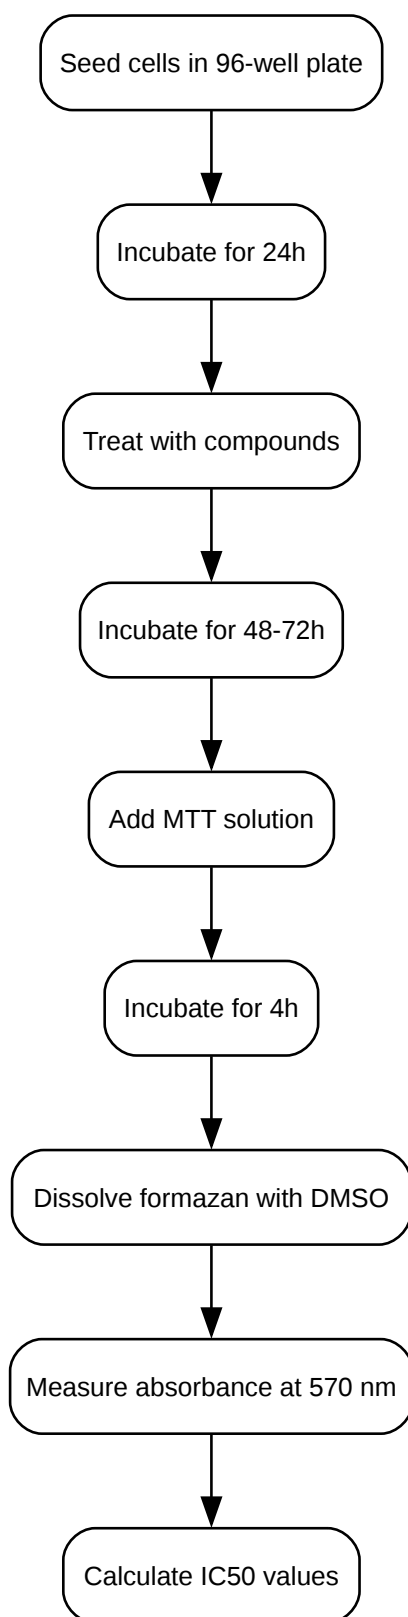 Seed cells in 96-well plate
Incubate for 24h
Treat with compounds
Incubate for 48-72h
Add MTT solution
Incubate for 4h
Dissolve formazan with DMSO
Measure absorbance at 570 nm
Calculate IC50 values